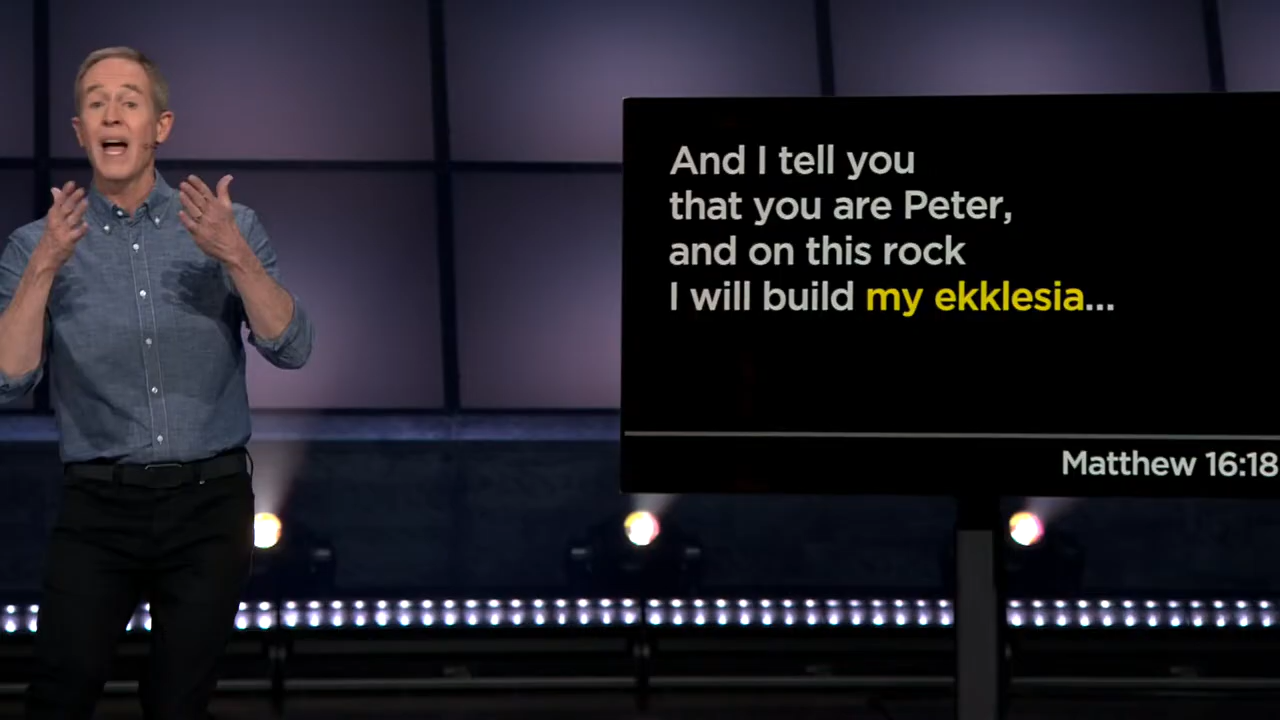 And I tell you
that you are Peter,
and on this rock
I will build my ekklesia...
Matthew 16:18